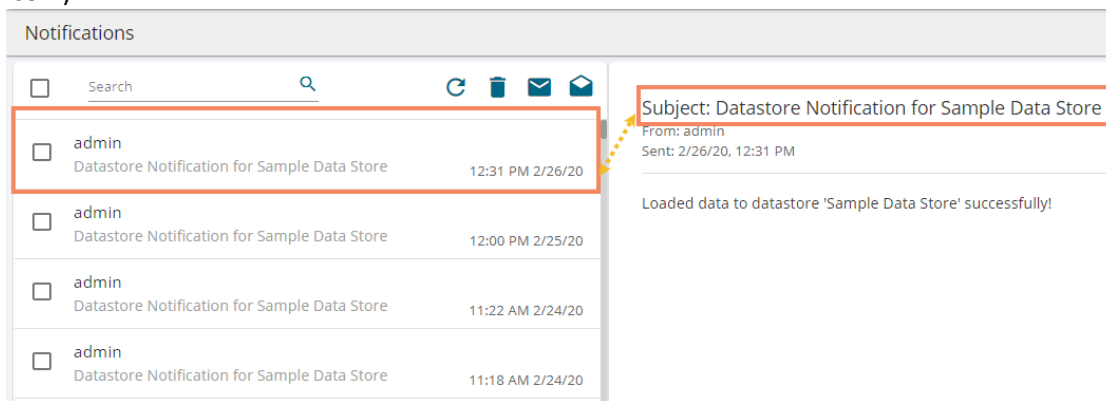 Notifications
Search
admin
Datastore Notification for Sample Data Store
12:31 PM 2/26/20
admin
Datastore Notification for Sample Data Store
12:00 PM 2/25/20
admin
Datastore Notification for Sample Data Store
11:22 AM 2/24/20
admin
Datastore Notification for Sample Data Store
11:18 AM 2/24/20
Subject: Datastore Notification for Sample Data Store
From: admin
Sent: 2/26/20, 12:31 PM
Loaded data to datastore 'Sample Data Store' successfully!